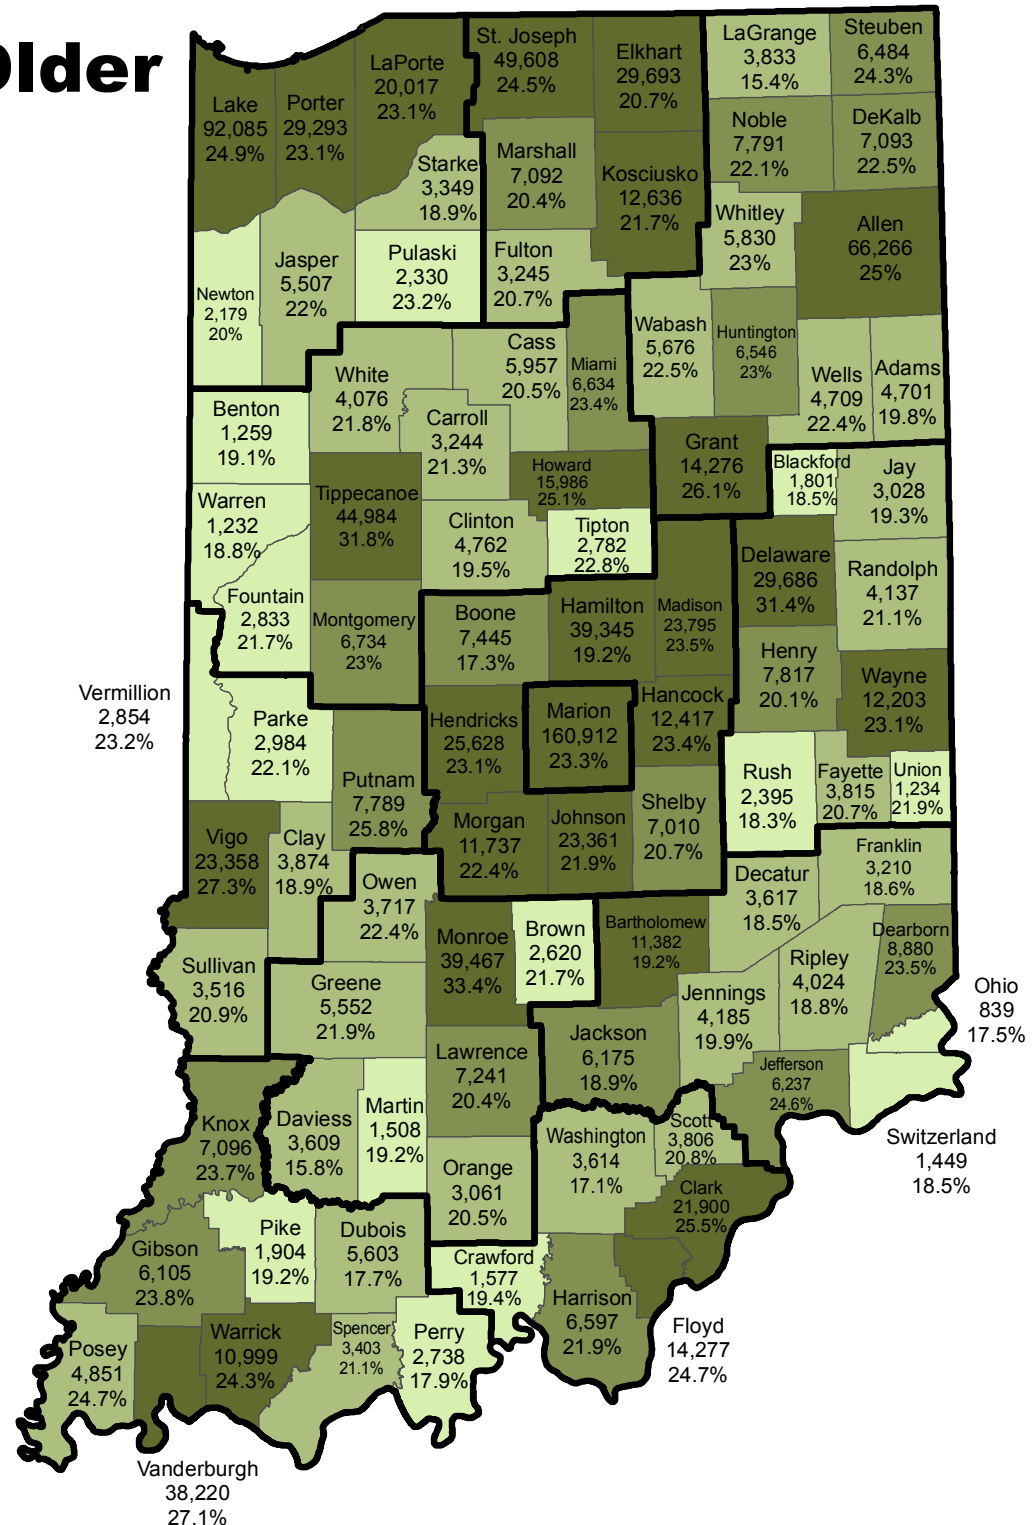 Older
Lake
92,085
24.9%
Porter
29,293
23.1%
LaPorte
20,017
23.1%
St. Joseph
49,608
24.5%
Elkhart
29,693
20.7%
LaGrange
3,833
15.4%
Steuben
6,484
24.3%
Noble
7,791
22.1%
DeKalb
7,093
22.5%
Starke
3,349
18.9%
Marshall
7,092
20.4%
Kosciusko
12,636
21.7%
Whitley
5,830
23%
Allen
66,266
25%
Newton
2,179
20%
Jasper
5,507
22%
Pulaski
2,330
23.2%
Fulton
3,245
20.7%
Wabash
5,676
22.5%
Huntington
6,546
23%
Wells
4,709
22.4%
Adams
4,701
19.8%
White
4,076
21.8%
Cass
5,957
20.5%
Miami
6,634
23.4%
Benton
1,259
19.1%
Carroll
3,244
21.3%
Howard
15,986
25.1%
Grant
14,276
26.1%
Blackford
1,801
18.5%
Jay
3,028
19.3%
Warren
1,232
18.8%
Tippecanoe
44,984
31.8%
Clinton
4,762
19.5%
Tipton
2,782
22.8%
Delaware
29,686
31.4%
Randolph
4,137
21.1%
Fountain
2,833
21.7%
Montgomery
6,734
23%
Boone
7,445
17.3%
Hamilton
39,345
19.2%
Madison
23,795
23.5%
Henry
7,817
20.1%
Wayne
12,203
23.1%
Vermillion
2,854
23.2%
Parke
2,984
22.1%
Putnam
7,789
25.8%
Hendricks
25,628
23.1%
Marion
160,912
23.3%
Hancock
12,417
23.4%
Rush
2,395
18.3%
Fayette
3,815
20.7%
Union
1,234
21.9%
Vigo
23,358
27.3%
Clay
3,874
18.9%
Morgan
11,737
22.4%
Johnson
23,361
21.9%
Shelby
7,010
20.7%
Owen
3,717
22.4%
Decatur
3,617
18.5%
Franklin
3,210
18.6%
Monroe
39,467
33.4%
Brown
2,620
21.7%
Bartholomew
11,382
19.2%
Dearborn
8,880
23.5%
Sullivan
3,516
20.9%
Greene
5,552
21.9%
Jennings
4,185
19.9%
Ripley
4,024
18.8%
Ohio
839
17.5%
Lawrence
7,241
20.4%
Jackson
6,175
18.9%
Jefferson
6,237
24.6%
Switzerland
1,449
18.5%
Knox
7,096
23.7%
Daviess
3,609
15.8%
Martin
1,508
19.2%
Orange
3,061
20.5%
Washington
3,614
17.1%
Scott
3,806
20.8%
Clark
21,900
25.5%
Gibson
6,105
23.8%
Pike
1,904
19.2%
Dubois
5,603
17.7%
Crawford
1,577
19.4%
Harrison
6,597
21.9%
Floyd
14,277
24.7%
Posey
4,851
24.7%
Warrick
10,999
24.3%
Spencer
3,403
21.1%
Perry
2,738
17.9%
Vanderburgh
38,220
27.1%